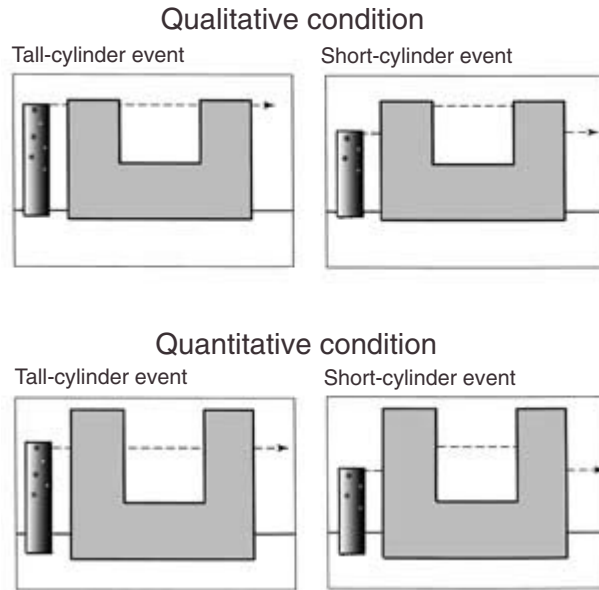 Qualitative condition
Tall-cylinder event
Short-cylinder event
Quantitative condition
Tall-cylinder event
Short-cylinder event